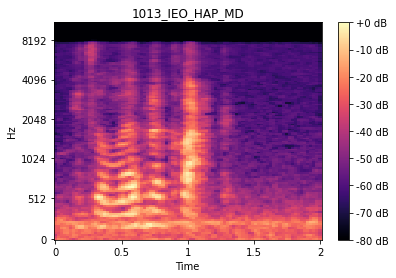 1013_IEO_HAP_MD
+0 dB
8192
-10 dB
4096
-20 dB
-30 dB
2048
Hz
-40 dB
1024
-50 dB
512
-60 dB
-70 dB
0
-80 dB
0
0.5
1
1.5
2
Time